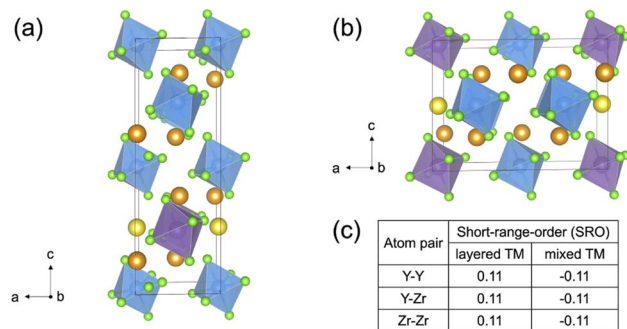 (a)
c
a
b
(b)
c
a
b
(c)
Atom pair Short-range-order (SRO)
layered TM mixed TM
Y-Y 0.11 -0.11
Y-Zr 0.11 -0.11
Zr-Zr 0.11 -0.11